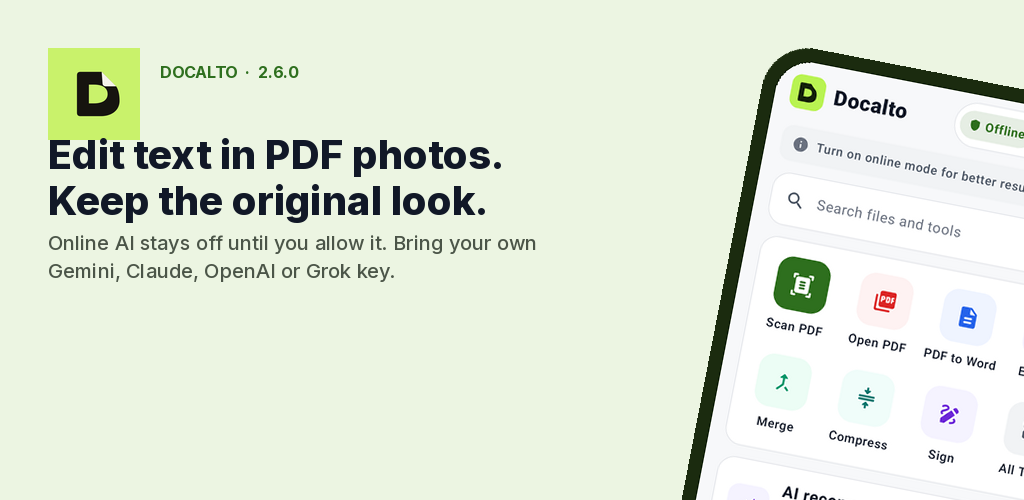 DOCALTO · 2.6.0
Edit text in PDF photos.
Keep the original look.
Online AI stays off until you allow it. Bring your own
Gemini, Claude, OpenAI or Grok key.
Docalto
Offline
Turn on online mode for better
Search files and tools
Scan PDF
Open PDF
PDF to Word
Merge
Compress
Sign
All
AI